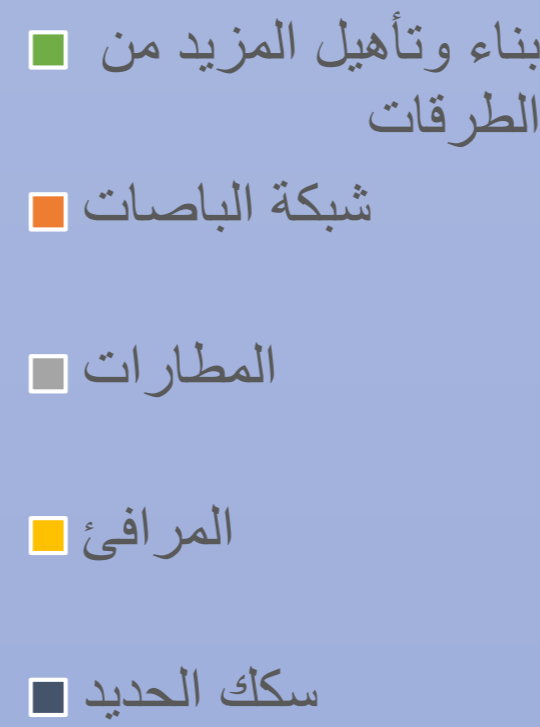 بناء وتأهيل المزيد من
الطرقات
شبكة الباصات
المطارات
المرافئ
سكك الحديد